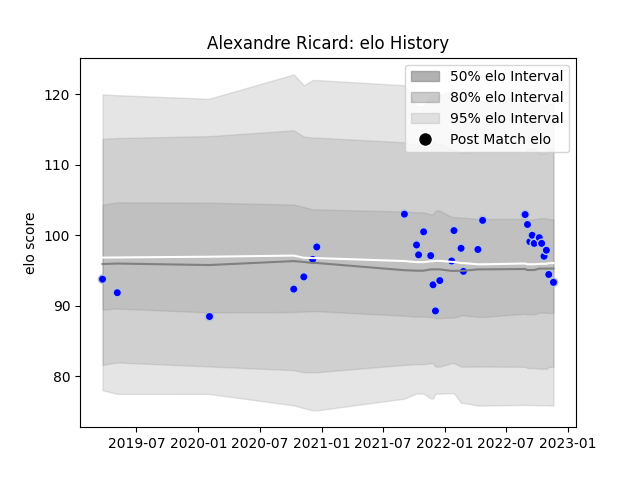 Alexandre Ricard: elo History
50% elo Interval
80% elo Interval
95% elo Interval
Post Match elo
elo score
120
110
100
90
80
2019-07 2020-01 2020-07 2021-01 2021-07 2022-01 2022-07 2023-01